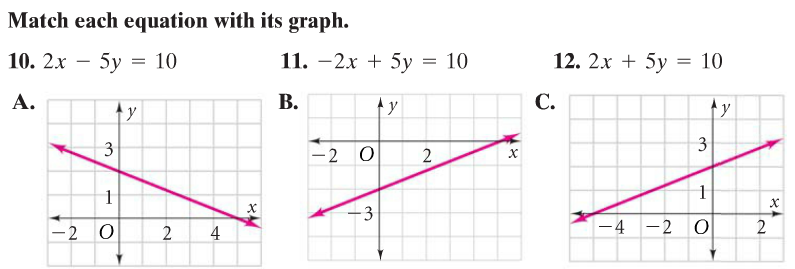 Match each equation with its graph.
10. 2x − 5y = 10
11. −2x + 5y = 10
12. 2x + 5y = 10
A.
y
3
1
x
−2 O 2 4
B.
y
−2 O 2 x
−3
C.
y
3
1
x
−4 −2 O 2